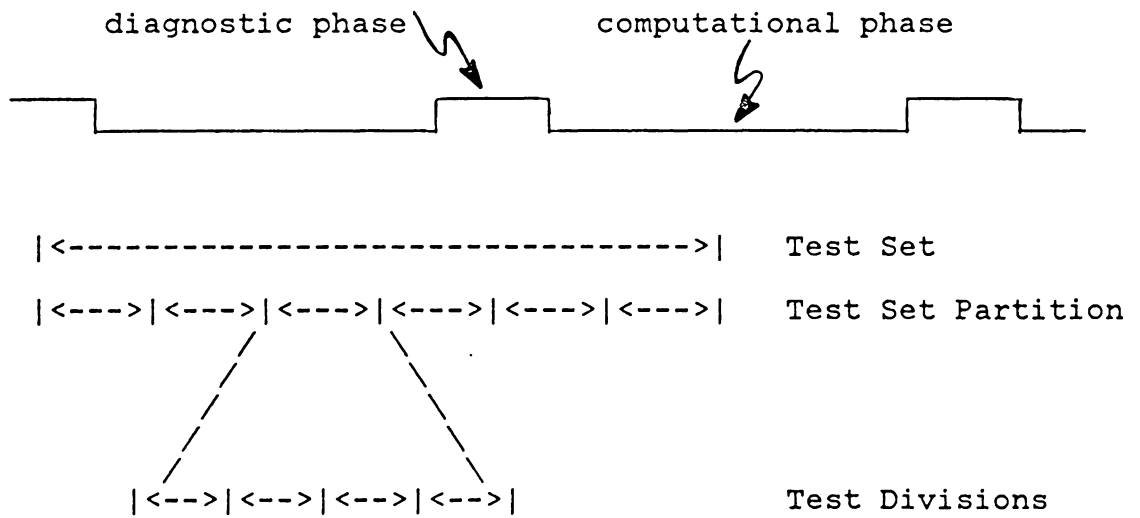 diagnostic phase computational phase
|<---------------------------------->| Test Set
|<--->|<--->|<--->|<--->|<--->|<--->| Test Set Partition
|<-->|<-->|<-->|<-->| Test Divisions